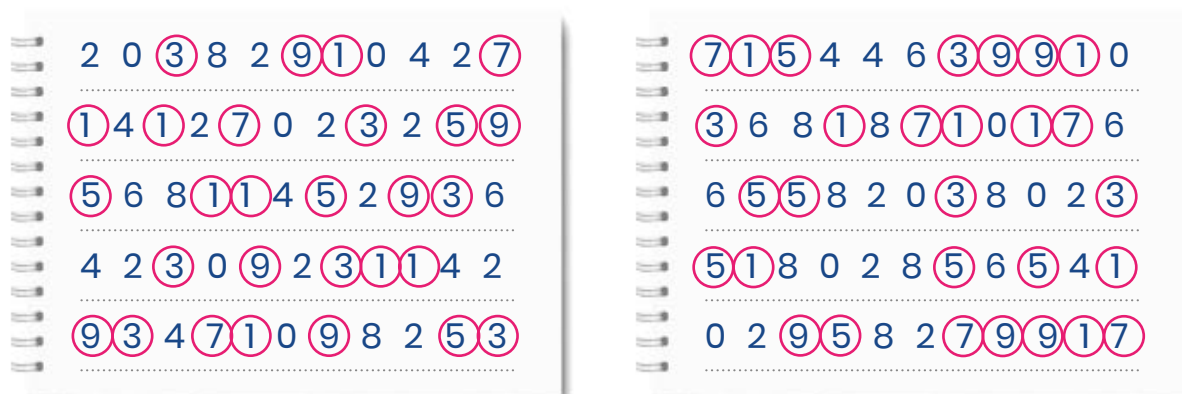 2 0 3 8 2 9 1 0 4 2 7
1 4 1 2 7 0 2 3 2 5 9
5 6 8 1 1 4 5 2 9 3 6
4 2 3 0 9 2 3 1 1 4 2
9 3 4 7 1 0 9 8 2 5 3
7 1 5 4 4 6 3 9 9 1 0
3 6 8 1 8 7 1 0 1 7 6
6 5 5 8 2 0 3 8 0 2 3
5 1 8 0 2 8 5 6 5 4 1
0 2 9 5 8 2 7 9 9 1 7